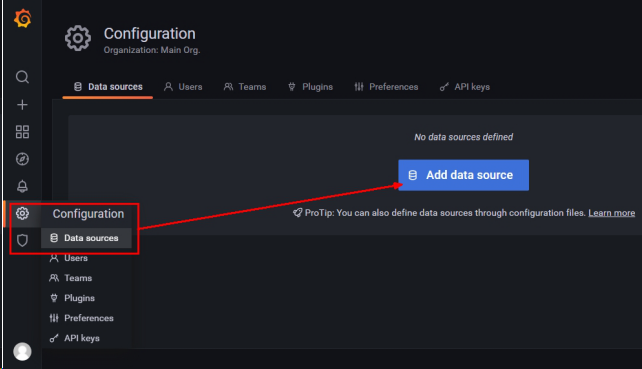 Configuration
Organization: Main Org.
Data sources Users Teams Plugins Preferences API keys
No data sources defined
Add data source
ProTip: You can also define data sources through configuration files. Learn more
Configuration
Data sources
Users
Teams
Plugins
Preferences
API keys